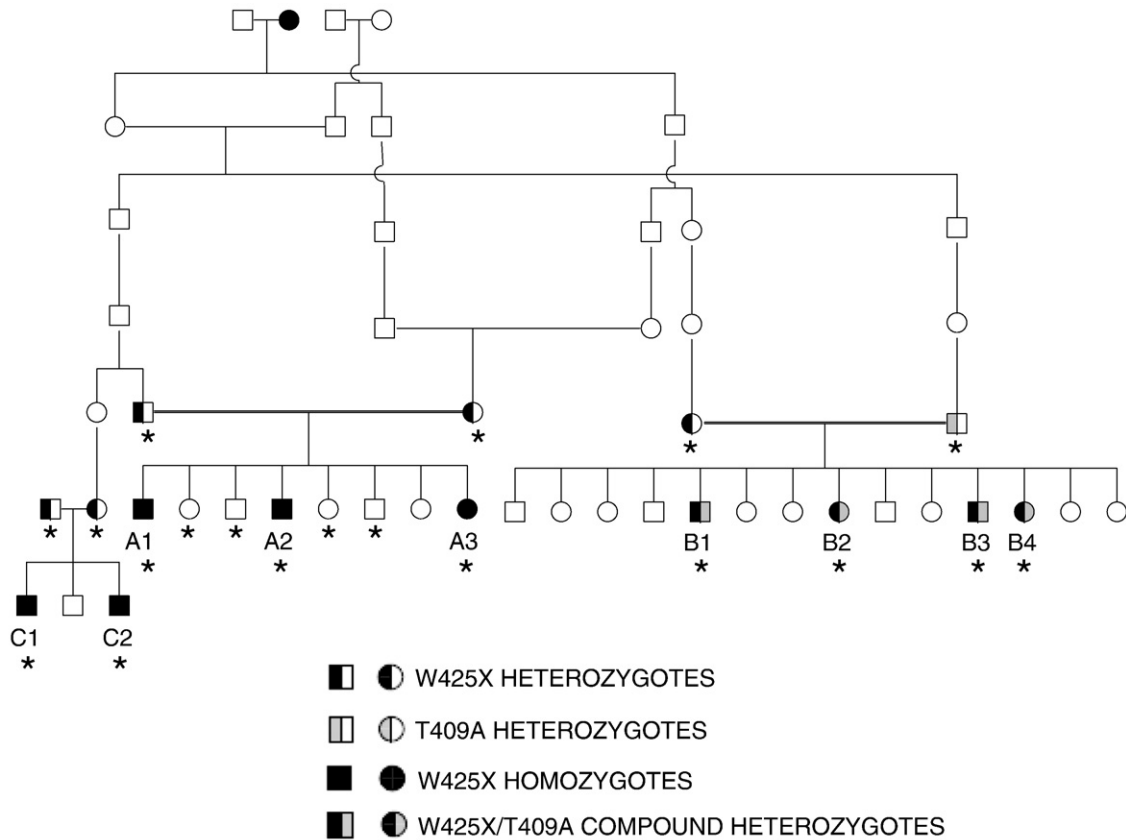 * *
* *
* * A1 * * A2 * * A3 B1 B2 B3 B4
* * * * * * *
C1 C2
* *
W425X HETEROZYGOTES
T409A HETEROZYGOTES
W425X HOMOZYGOTES
W425X/T409A COMPOUND HETEROZYGOTES